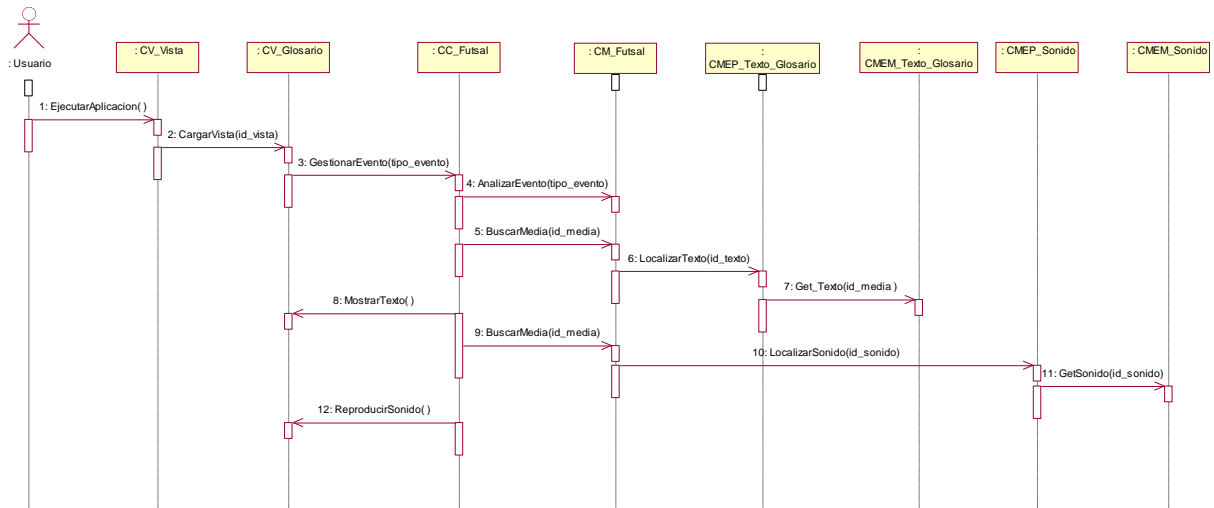 : Usuario
: CV_Vista
: CV_Glosario
: CC_Futsal
: CM_Futsal
:
CMEP_Texto_Glosario
:
CMEM_Texto_Glosario
: CMEP_Sonido
: CMEM_Sonido
1: EjecutarAplicacion( )
2: CargarVista(id_vista)
3: GestionarEvento(tipo_evento)
4: AnalizarEvento(tipo_evento)
5: BuscarMedia(id_media)
6: LocalizarTexto(id_texto)
7: Get_Texto(id_media )
8: MostrarTexto( )
9: BuscarMedia(id_media)
10: LocalizarSonido(id_sonido)
11: GetSonido(id_sonido)
12: ReproducirSonido( )